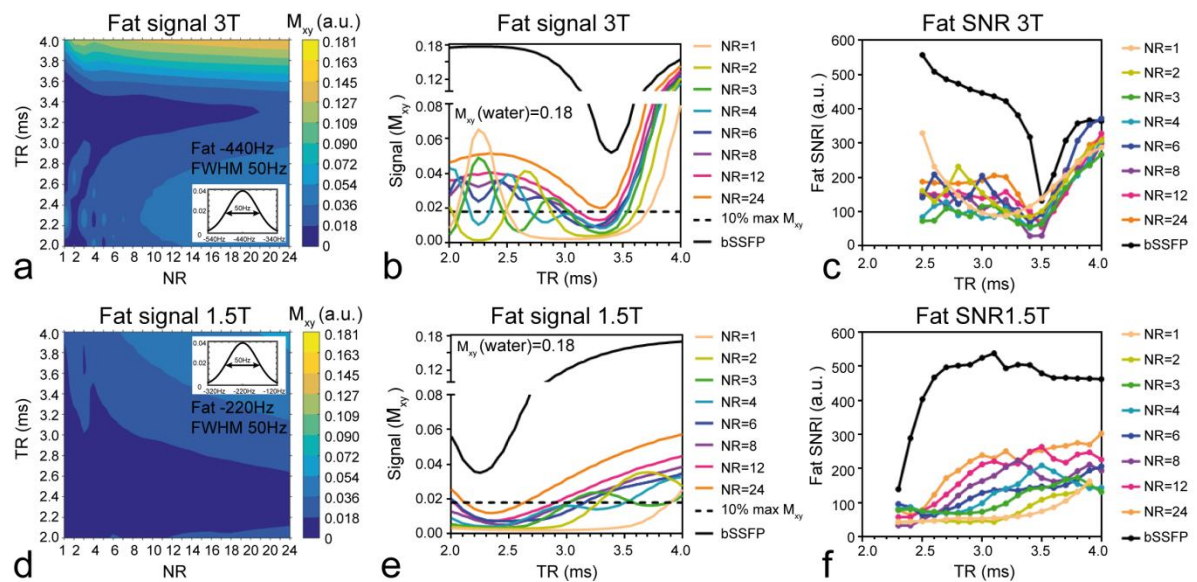 Fat signal 3T
Mxy (a.u.)
4.0
3.8
3.6
3.4
3.2
3.0
2.8
2.6
2.4
2.2
2.0
TR (ms)
0.181
0.163
0.145
0.127
0.109
0.090
0.072
0.054
0.036
0.018
0
Fat -440Hz
FWHM 50Hz
0.04
0.02
0
50Hz
-540Hz -440Hz -340Hz
1 2 4 6 8 10 12 14 16 18 20 22 24
NR
a
Fat signal 3T
0.18
0.12
0.08
0.06
0.04
0.02
0.00
Signal (Mxy)
Mxy (water)=0.18
2.0 2.5 3.0 3.5 4.0
TR (ms)
NR=1
NR=2
NR=3
NR=4
NR=6
NR=8
NR=12
NR=24
10% max Mxy
bSSFP
b
Fat SNR 3T
600
500
400
300
200
100
0
Fat SNRI (a.u.)
2.0 2.5 3.0 3.5 4.0
TR (ms)
NR=1
NR=2
NR=3
NR=4
NR=6
NR=8
NR=12
NR=24
bSSFP
c
Fat signal 1.5T
Mxy (a.u.)
4.0
3.8
3.6
3.4
3.2
3.0
2.8
2.6
2.4
2.2
2.0
TR (ms)
0.181
0.163
0.145
0.127
0.109
0.090
0.072
0.054
0.036
0.018
0
0.04
0.02
0
50Hz
-320Hz -220Hz -120Hz
Fat -220Hz
FWHM 50Hz
1 2 4 6 8 10 12 14 16 18 20 22 24
NR
d
Fat signal 1.5T
0.18
0.12
0.08
0.06
0.04
0.02
0.00
Signal (Mxy)
Mxy (water)=0.18
2.0 2.5 3.0 3.5 4.0
TR (ms)
NR=1
NR=2
NR=3
NR=4
NR=6
NR=8
NR=12
NR=24
10% max Mxy
bSSFP
e
Fat SNR1.5T
600
500
400
300
200
100
0
Fat SNRI (a.u.)
2.0 2.5 3.0 3.5 4.0
TR (ms)
NR=1
NR=2
NR=3
NR=4
NR=6
NR=8
NR=12
NR=24
bSSFP
f